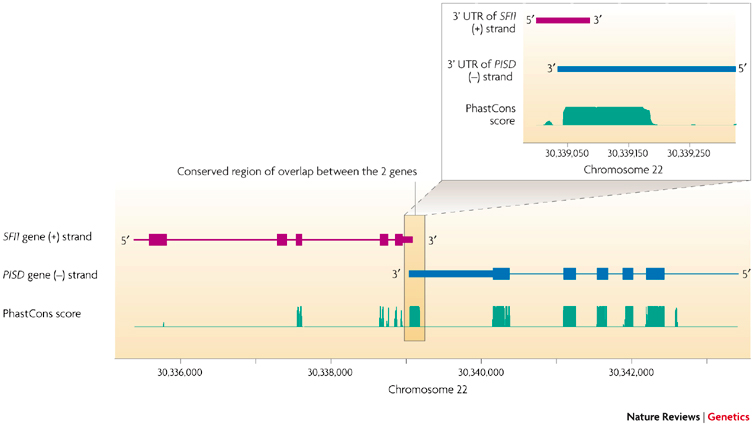 3′ UTR of SFI1
(+) strand
5′
3′
3′ UTR of PISD
(–) strand
3′
5′
PhastCons
score
30,339,050 30,339,150 30,339,250
Chromosome 22
Conserved region of overlap between the 2 genes
SFI1 gene (+) strand
5′
3′
PISD gene (–) strand
3′
5′
PhastCons score
30,336,000 30,338,000 30,340,000 30,342,000
Chromosome 22
Nature Reviews | Genetics